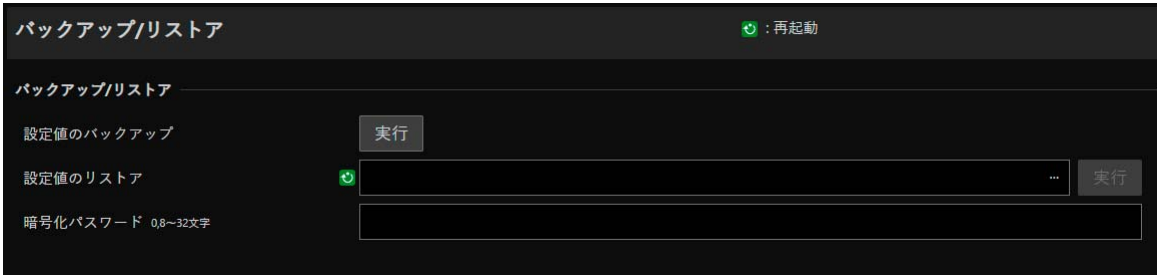 バックアップ/リストア
:再起動
バックアップ/リストア
設定値のバックアップ 実行
設定値のリストア ... 実行
暗号化パスワード 0,8~32文字